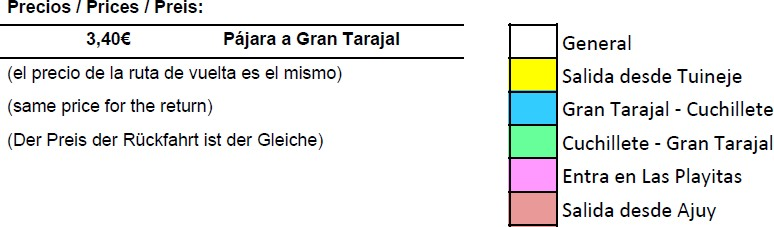 Precios / Prices / Preis:
3,40€ Pájara a Gran Tarajal
(el precio de la ruta de vuelta es el mismo)
(same price for the return)
(Der Preis der Rückfahrt ist der Gleiche)
General
Salida desde Tuineje
Gran Tarajal - Cuchillete
Cuchillete - Gran Tarajal
Entra en Las Playitas
Salida desde Ajuy